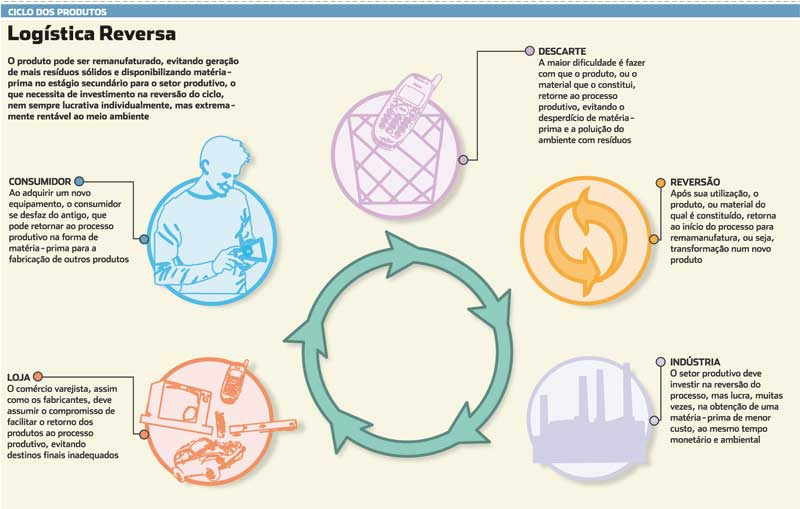 CICLO DOS PRODUTOS
Logística Reversa
O produto pode ser remanufaturado, evitando geração
de mais resíduos sólidos e disponibilizando matéria-
prima no estágio secundário para o setor produtivo, o
que necessita de investimento na reversão do ciclo,
nem sempre lucrativa individualmente, mas extrema-
mente rentável ao meio ambiente
DESCARTE
A maior dificuldade é fazer
com que o produto, ou o
material que o constitui,
retorne ao processo
produtivo, evitando o
desperdício de matéria-
prima e a poluição do
ambiente com resíduos
CONSUMIDOR
Ao adquirir um novo
equipamento, o consumidor
se desfaz do antigo, que
pode retornar ao processo
produtivo na forma de
matéria-prima para a
fabricação de outros produtos
REVERSÃO
Após sua utilização, o
produto, ou material do
qual é constituído, retorna
ao início do processo para
remamanufatura, ou seja,
transformação num novo
produto
LOJA
O comércio varejista, assim
como os fabricantes, deve
assumir o compromisso de
facilitar o retorno dos
produtos ao processo
produtivo, evitando
destinos finais inadequados
INDÚSTRIA
O setor produtivo deve
investir na reversão do
processo, mas lucra, muitas
vezes, na obtenção de uma
matéria-prima de menor
custo, ao mesmo tempo
monetário e ambiental